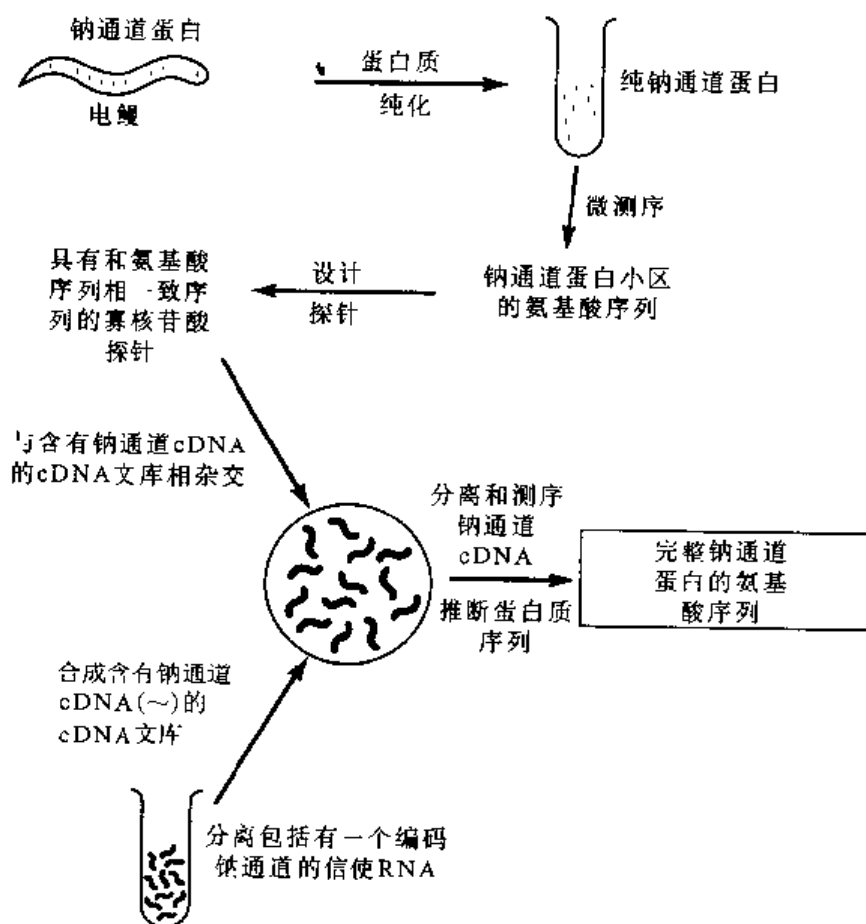 钠通道蛋白
电鳗
蛋白质
纯化
纯钠通道蛋白
微测序
钠通道蛋白小区
的氨基酸序列
设计
探针
具有和氨基酸
序列相一致序
列的寡核苷酸
探针
与含有钠通道cDNA
的cDNA文库相杂交
分离和测序
钠通道
cDNA
推断蛋白质
序列
完整钠通道
蛋白的氨基
酸序列
合成含有钠通道
cDNA(~)的
cDNA文库
分离包括有一个编码
钠通道的信使RNA